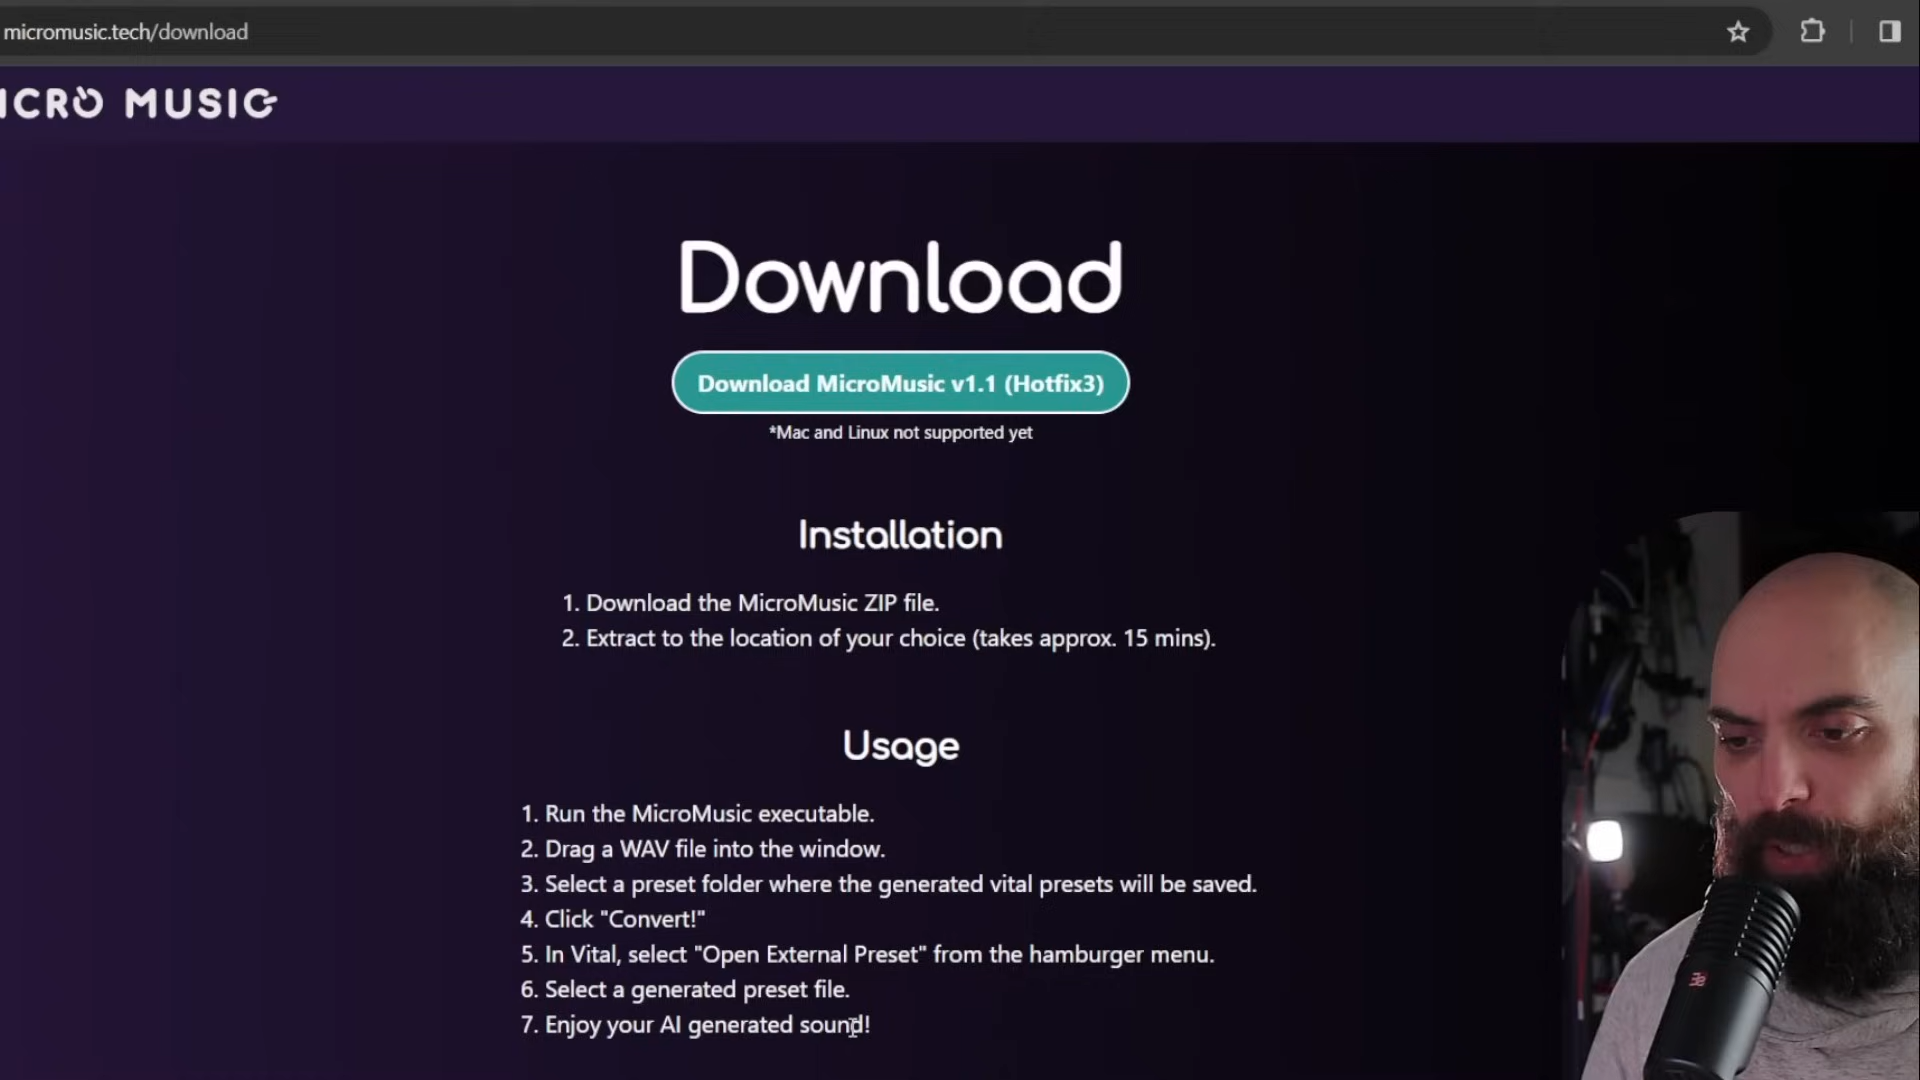 micromusic.tech/download
ICRO MUSIC
Download
Download MicroMusic v1.1 (Hotfix3)
*Mac and Linux not supported yet
Installation
1. Download the MicroMusic ZIP file.
2. Extract to the location of your choice (takes approx. 15 mins).
Usage
1. Run the MicroMusic executable.
2. Drag a WAV file into the window.
3. Select a preset folder where the generated vital presets will be saved.
4. Click "Convert!"
5. In Vital, select "Open External Preset" from the hamburger menu.
6. Select a generated preset file.
7. Enjoy your AI generated sound!